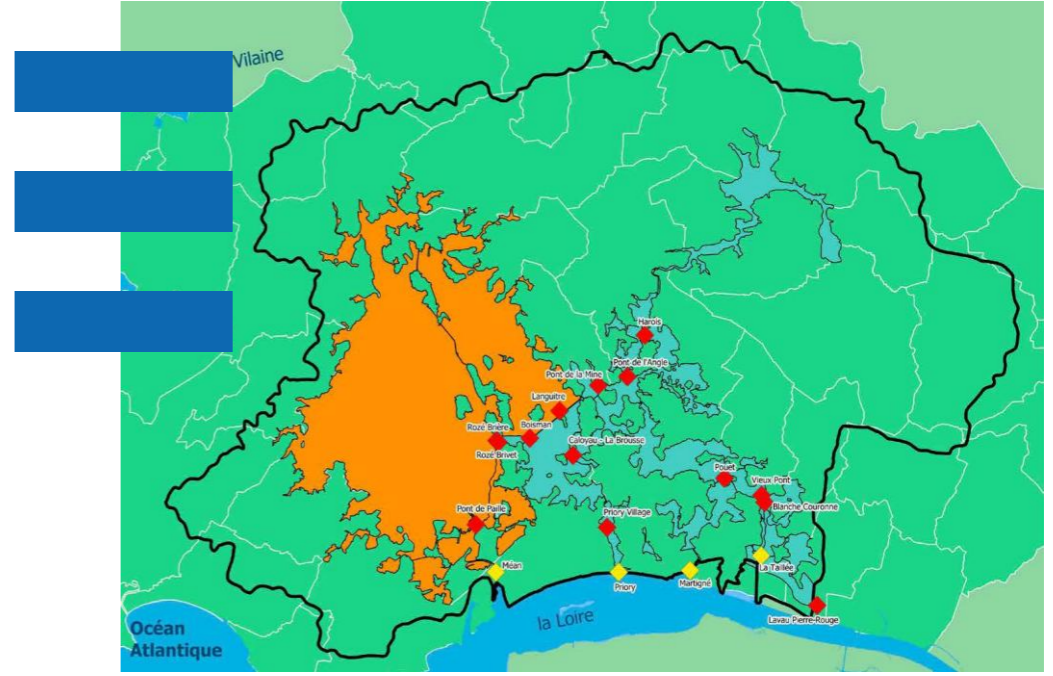 Vilaine
Harois
Pont de l'Angle
Pont de la Mine
Languitre
Rozé Brière
Boisman
Caloyau - La Brousse
Rozé Brivet
Pouet
Vieux Pont
Blanche Couronne
Pont de Paille
Priory Village
Méan
La Taillée
Priory
Martigné
la Loire
Lavau Pierre-Rouge
Océan
Atlantique